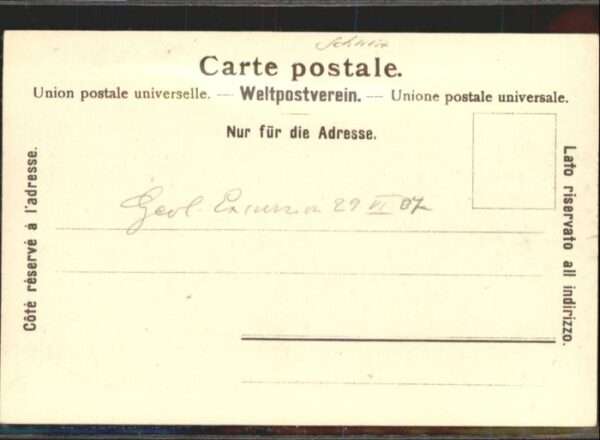 Schweiz
Carte postale.
Union postale universelle. — Weltpostverein. — Unione postale universale.
Nur für die Adresse.
Côté réservé à l'adresse.
Geol. Excursion 29 VI 07
Lato riservato all indirizzo.